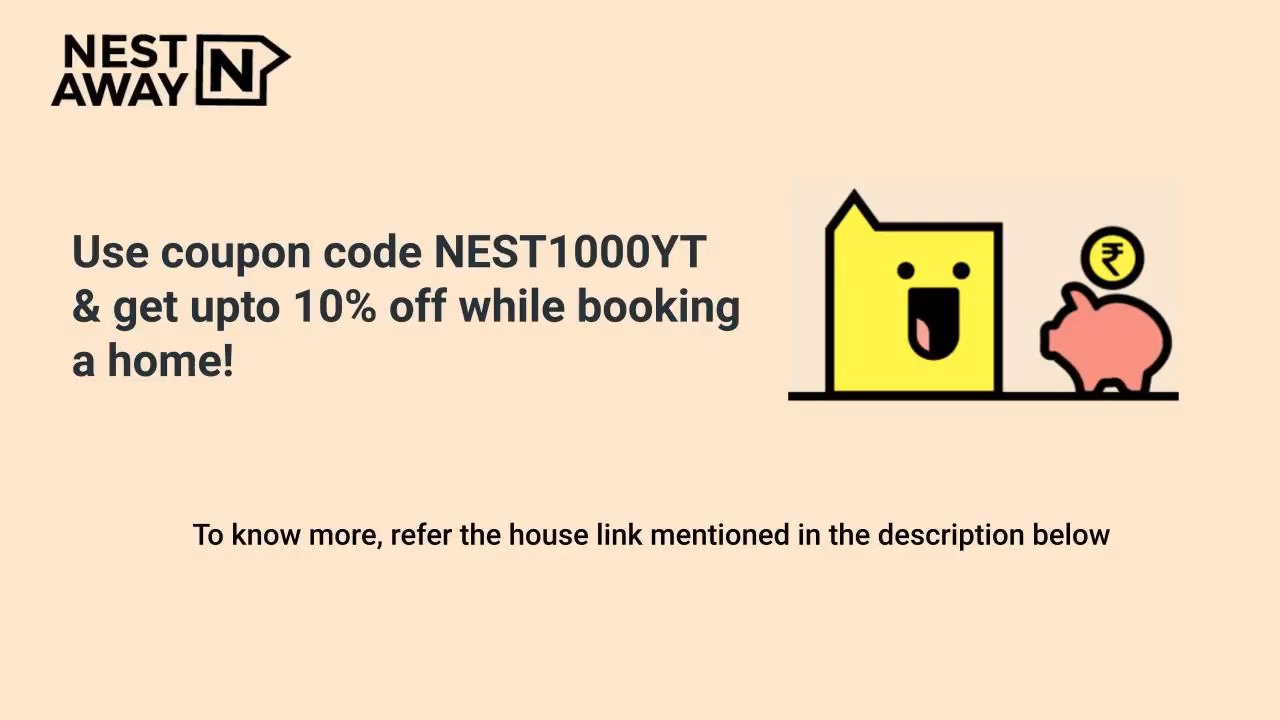 NEST
AWAY N
Use coupon code NEST1000YT
& get upto 10% off while booking
a home!
₹
To know more, refer the house link mentioned in the description below